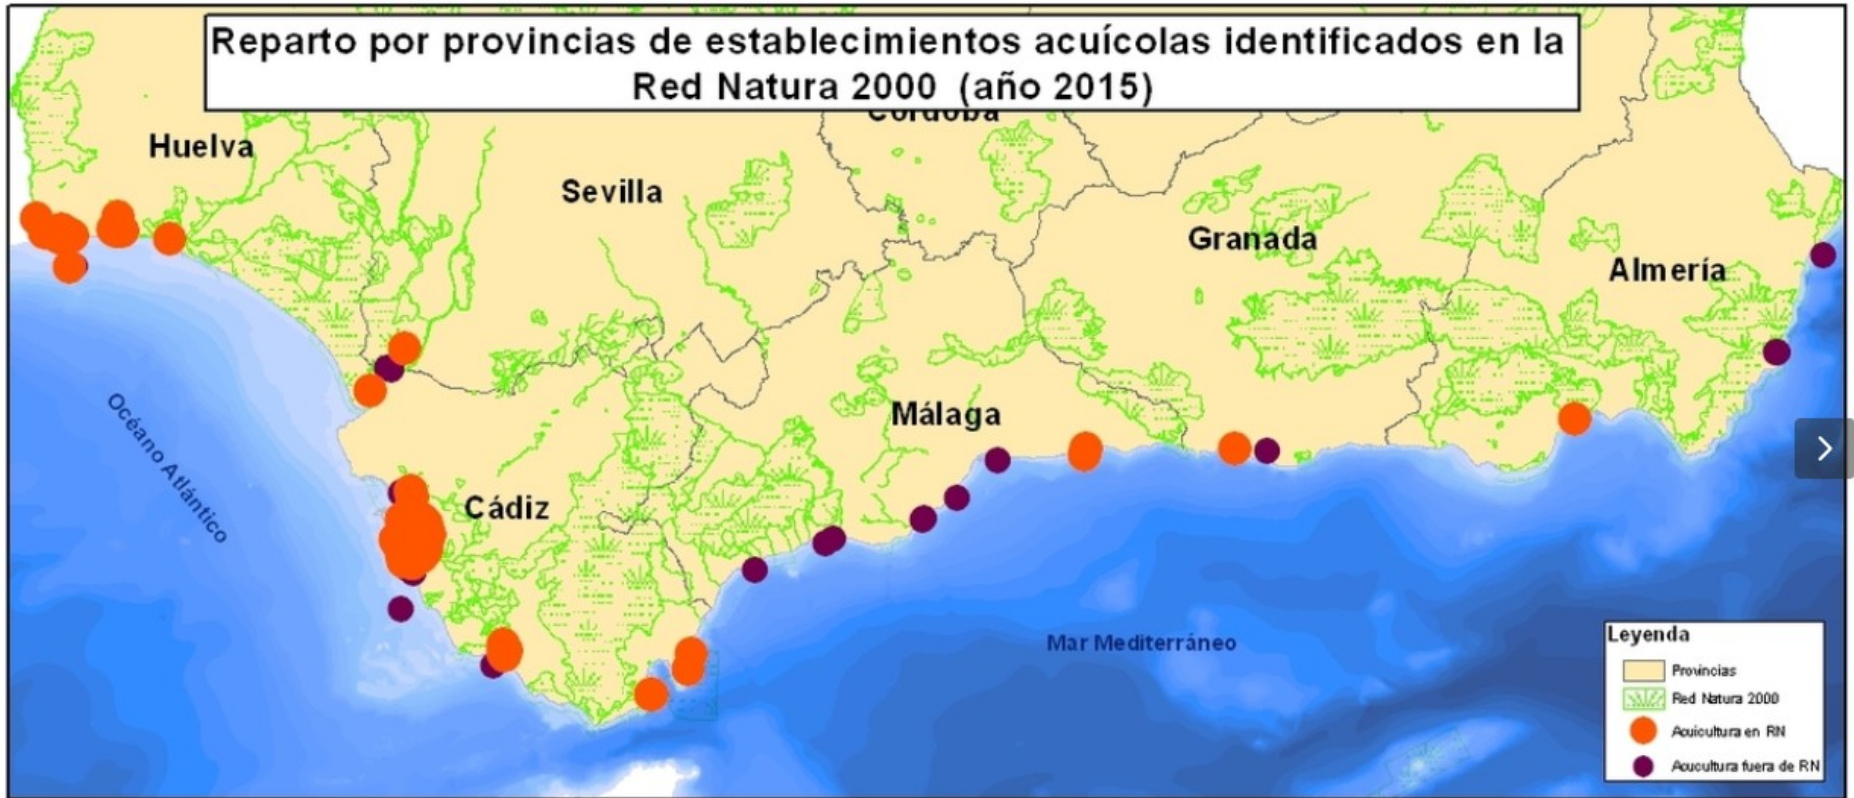 Reparto por provincias de establecimientos acuícolas identificados en la
Red Natura 2000 (año 2015)
Córdoba
Huelva
Sevilla
Granada
Almería
Málaga
Océano Atlántico
Cádiz
Mar Mediterráneo
Leyenda
Provincias
Red Natura 2000
Acuicultura en RN
Acuicultura fuera de RN